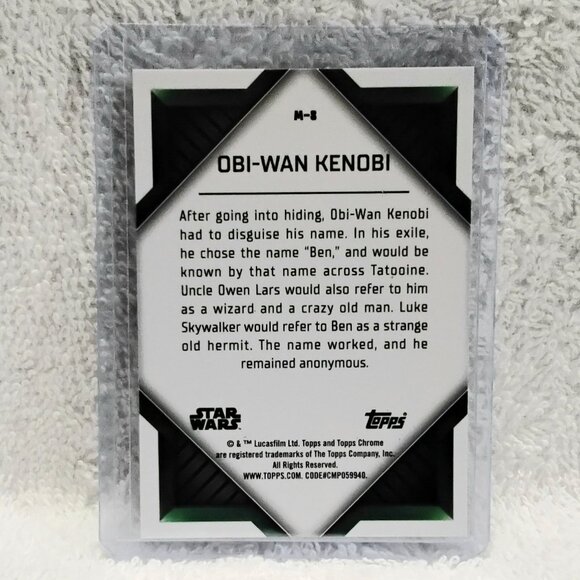 M-8
OBI-WAN KENOBI
After going into hiding, Obi-Wan Kenobi
had to disguise his name. In his exile,
he chose the name "Ben," and would be
known by that name across Tatooine.
Uncle Owen Lars would also refer to him
as a wizard and a crazy old man. Luke
Skywalker would refer to Ben as a strange
old hermit. The name worked, and he
remained anonymous.
STAR WARS
Topps
© & ™ Lucasfilm Ltd. Topps and Topps Chrome
are registered trademarks of The Topps Company, Inc.
All Rights Reserved.
WWW.TOPPS.COM. CODE#CMP059940.